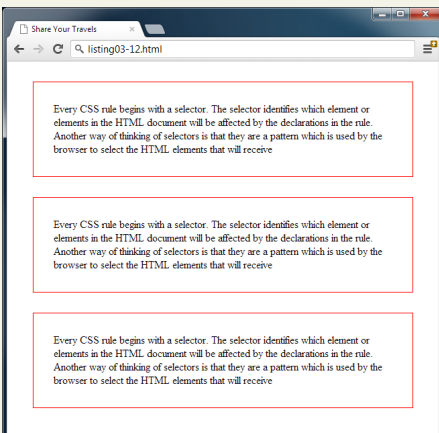 Share Your Travels
listing03-12.html
Every CSS rule begins with a selector. The selector identifies which element or
elements in the HTML document will be affected by the declarations in the rule.
Another way of thinking of selectors is that they are a pattern which is used by the
browser to select the HTML elements that will receive
Every CSS rule begins with a selector. The selector identifies which element or
elements in the HTML document will be affected by the declarations in the rule.
Another way of thinking of selectors is that they are a pattern which is used by the
browser to select the HTML elements that will receive
Every CSS rule begins with a selector. The selector identifies which element or
elements in the HTML document will be affected by the declarations in the rule.
Another way of thinking of selectors is that they are a pattern which is used by the
browser to select the HTML elements that will receive